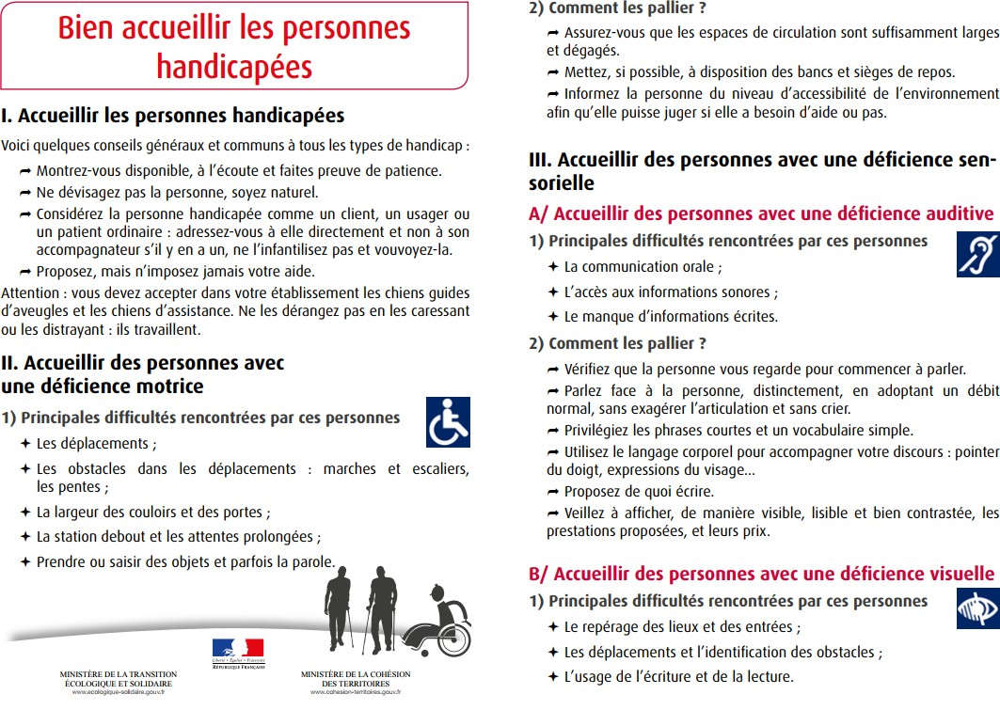 Bien accueillir les personnes
handicapées
I. Accueillir les personnes handicapées
Voici quelques conseils généraux et communs à tous les types de handicap :
➦ Montrez-vous disponible, à l’écoute et faites preuve de patience.
➦ Ne dévisagez pas la personne, soyez naturel.
➦ Considérez la personne handicapée comme un client, un usager ou
un patient ordinaire : adressez-vous à elle directement et non à son
accompagnateur s’il y en a un, ne l’infantilisez pas et vouvoyez-la.
➦ Proposez, mais n’imposez jamais votre aide.
Attention : vous devez accepter dans votre établissement les chiens guides
d’aveugles et les chiens d’assistance. Ne les dérangez pas en les caressant
ou les distrayant : ils travaillent.
II. Accueillir des personnes avec
une déficience motrice
1) Principales difficultés rencontrées par ces personnes
✦ Les déplacements ;
✦ Les obstacles dans les déplacements : marches et escaliers,
les pentes ;
✦ La largeur des couloirs et des portes ;
✦ La station debout et les attentes prolongées ;
✦ Prendre ou saisir des objets et parfois la parole.
Liberté • Égalité • Fraternité
RÉPUBLIQUE FRANÇAISE
MINISTÈRE DE LA TRANSITION
ÉCOLOGIQUE ET SOLIDAIRE
www.ecologique-solidaire.gouv.fr
MINISTÈRE DE LA COHÉSION
DES TERRITOIRES
www.cohesion-territoires.gouv.fr
2) Comment les pallier ?
➦ Assurez-vous que les espaces de circulation sont suffisamment larges
et dégagés.
➦ Mettez, si possible, à disposition des bancs et sièges de repos.
➦ Informez la personne du niveau d’accessibilité de l’environnement
afin qu’elle puisse juger si elle a besoin d’aide ou pas.
III. Accueillir des personnes avec une déficience sen-
sorielle
A/ Accueillir des personnes avec une déficience auditive
1) Principales difficultés rencontrées par ces personnes
✦ La communication orale ;
✦ L’accès aux informations sonores ;
✦ Le manque d’informations écrites.
2) Comment les pallier ?
➦ Vérifiez que la personne vous regarde pour commencer à parler.
➦ Parlez face à la personne, distinctement, en adoptant un débit
normal, sans exagérer l’articulation et sans crier.
➦ Privilégiez les phrases courtes et un vocabulaire simple.
➦ Utilisez le langage corporel pour accompagner votre discours : pointer
du doigt, expressions du visage...
➦ Proposez de quoi écrire.
➦ Veillez à afficher, de manière visible, lisible et bien contrastée, les
prestations proposées, et leurs prix.
B/ Accueillir des personnes avec une déficience visuelle
1) Principales difficultés rencontrées par ces personnes
✦ Le repérage des lieux et des entrées ;
✦ Les déplacements et l’identification des obstacles ;
✦ L’usage de l’écriture et de la lecture.